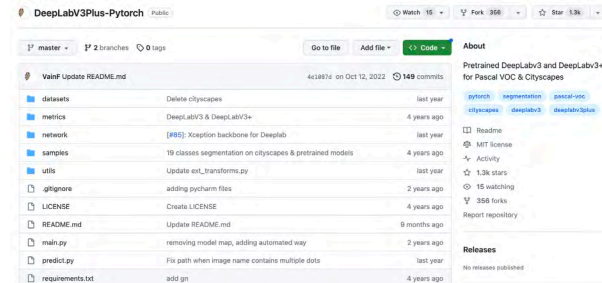 DeepLabV3Plus-Pytorch Public
Watch 15 Fork 356 Star 1.3k
master 2 branches 0 tags Go to file Add file <> Code
VainF Update README.md 4e1087d on Oct 12, 2022 149 commits
datasets Delete cityscapes last year
metrics DeepLabV3 & DeepLabV3+ 4 years ago
network [#85]: Xception backbone for Deeplab last year
samples 19 classes segmentation on cityscapes & pretrained models 4 years ago
utils Update ext_transforms.py last year
.gitignore adding pycharm files 2 years ago
LICENSE Create LICENSE 4 years ago
README.md Update README.md 9 months ago
main.py removing model map, adding automated way 2 years ago
predict.py Fix path when image name contains multiple dots last year
requirements.txt add gn 4 years ago
About
Pretrained DeepLabv3 and DeepLabv3+
for Pascal VOC & Cityscapes
pytorch segmentation pascal-voc
cityscapes deeplabv3 deeplabv3plus
Readme
MIT license
Activity
1.3k stars
15 watching
356 forks
Report repository
Releases
No releases published